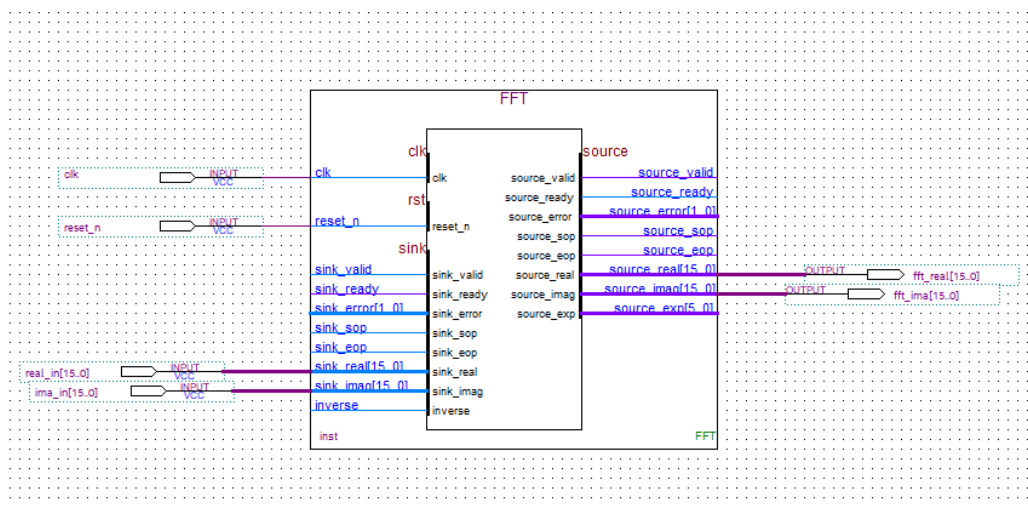 FFT
clk
source
clk
INPUT
VCC
clk
clk
source_valid
source_valid
rst
source_ready
source_ready
reset_n
INPUT
VCC
reset_n
reset_n
source_error
source_error[1..0]
sink
source_sop
source_sop
source_eop
source_eop
sink_valid
sink_valid
source_real
source_real[15..0]
OUTPUT
fft_real[15..0]
sink_ready
sink_ready
source_imag
source_imag[15..0]
OUTPUT
fft_ima[15..0]
sink_error[1..0]
sink_error
source_exp
source_exp[5..0]
sink_sop
sink_sop
sink_eop
sink_eop
real_in[15..0]
INPUT
VCC
sink_real[15..0]
sink_real
ima_in[15..0]
INPUT
VCC
sink_imag[15..0]
sink_imag
inverse
inverse
inst
FFT